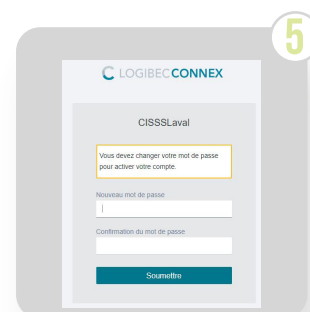 5
LOGIBEC CONNEX
CISSSLaval
Vous devez changer votre mot de passe
pour activer votre compte.
Nouveau mot de passe
Confirmation du mot de passe
Soumettre